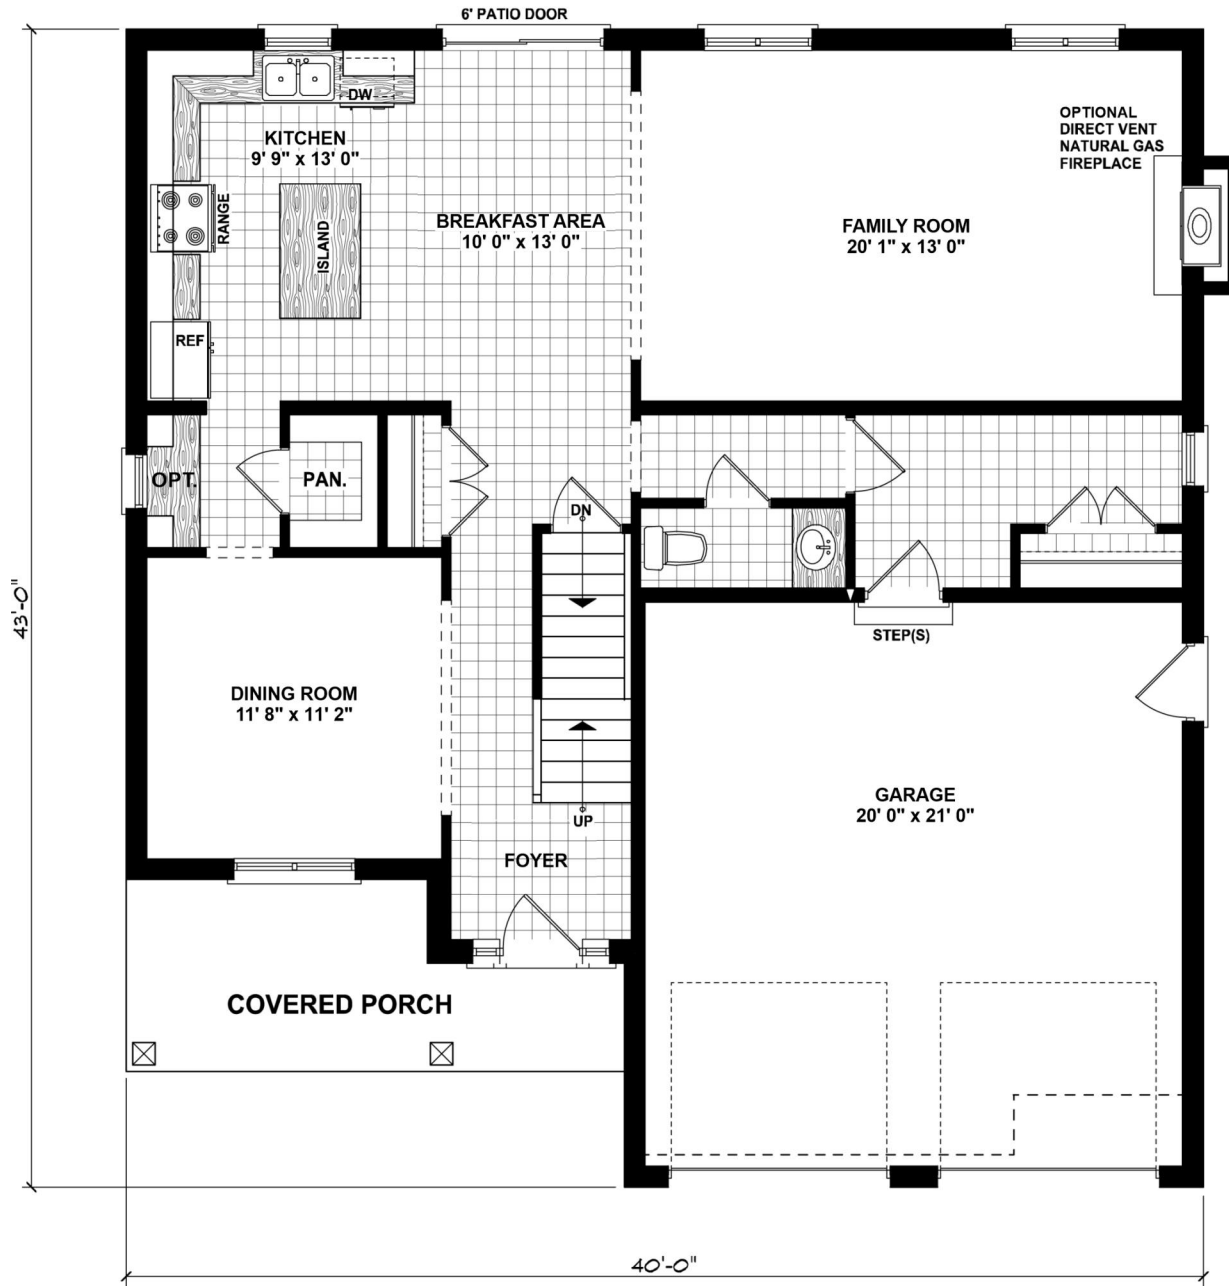 6' PATIO DOOR
DW
KITCHEN
9' 9" x 13' 0"
OPTIONAL
DIRECT VENT
NATURAL GAS
FIREPLACE
RANGE
ISLAND
BREAKFAST AREA
10' 0" x 13' 0"
FAMILY ROOM
20' 1" x 13' 0"
REF
OPT.
PAN.
DN
43'-0"
STEP(S)
DINING ROOM
11' 8" x 11' 2"
GARAGE
20' 0" x 21' 0"
UP
FOYER
COVERED PORCH
40'-0"